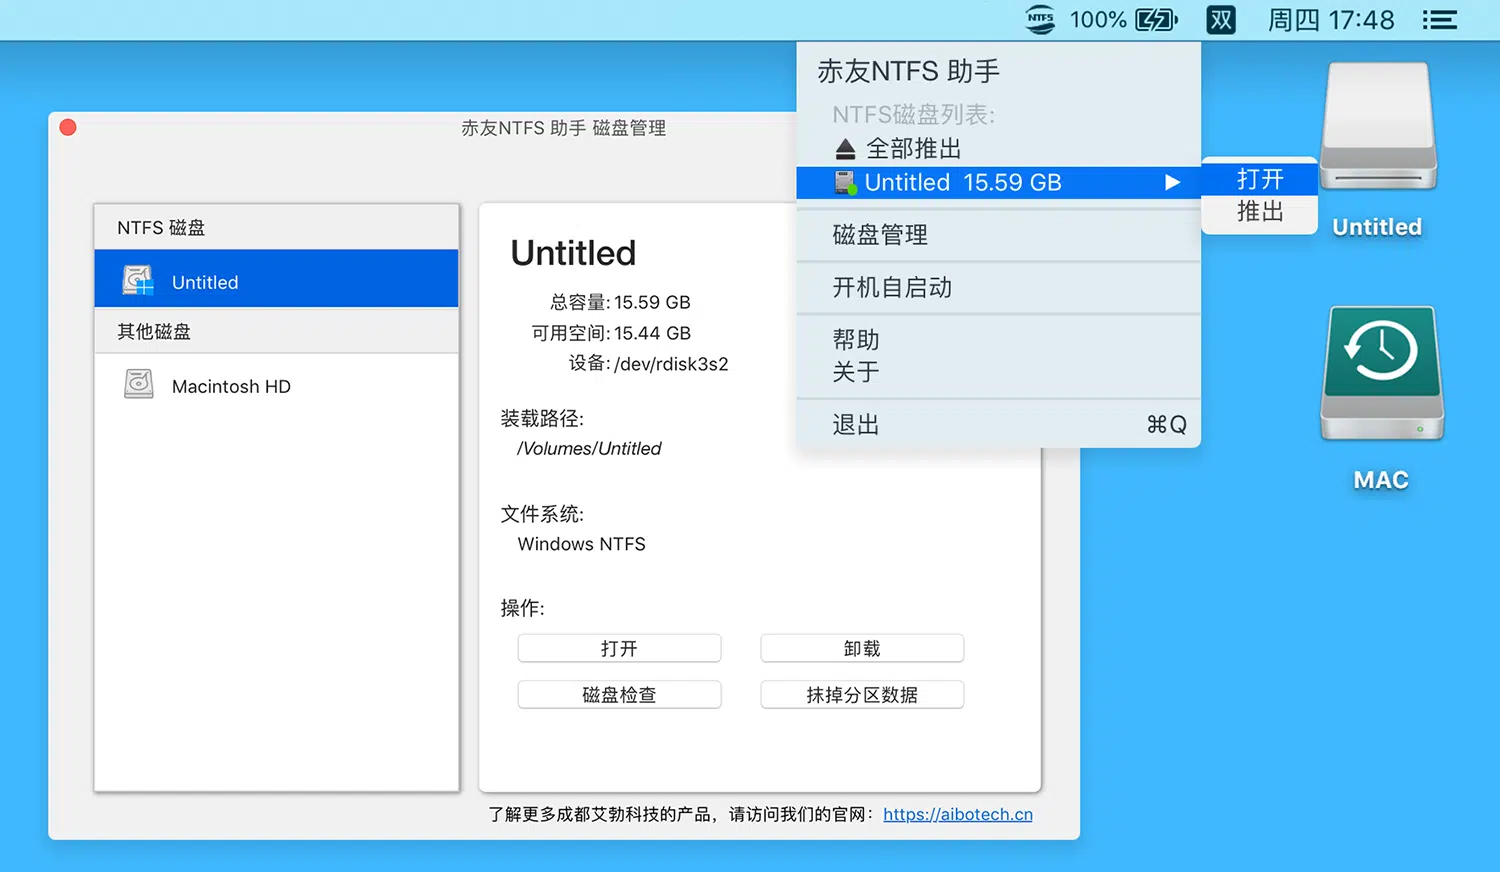 NTFS 100% 双 周四 17:48
赤友NTFS 助手
NTFS磁盘列表:
全部推出
Untitled 15.59 GB
打开
推出
磁盘管理
开机自启动
帮助
关于
退出 ⌘Q
Untitled
MAC
赤友NTFS 助手 磁盘管理
NTFS 磁盘
Untitled
其他磁盘
Macintosh HD
Untitled
总容量: 15.59 GB
可用空间: 15.44 GB
设备: /dev/rdisk3s2
装载路径:
/Volumes/Untitled
文件系统:
Windows NTFS
操作:
打开 卸载
磁盘检查 抹掉分区数据
了解更多成都艾勃科技的产品，请访问我们的官网： https://aibotech.cn